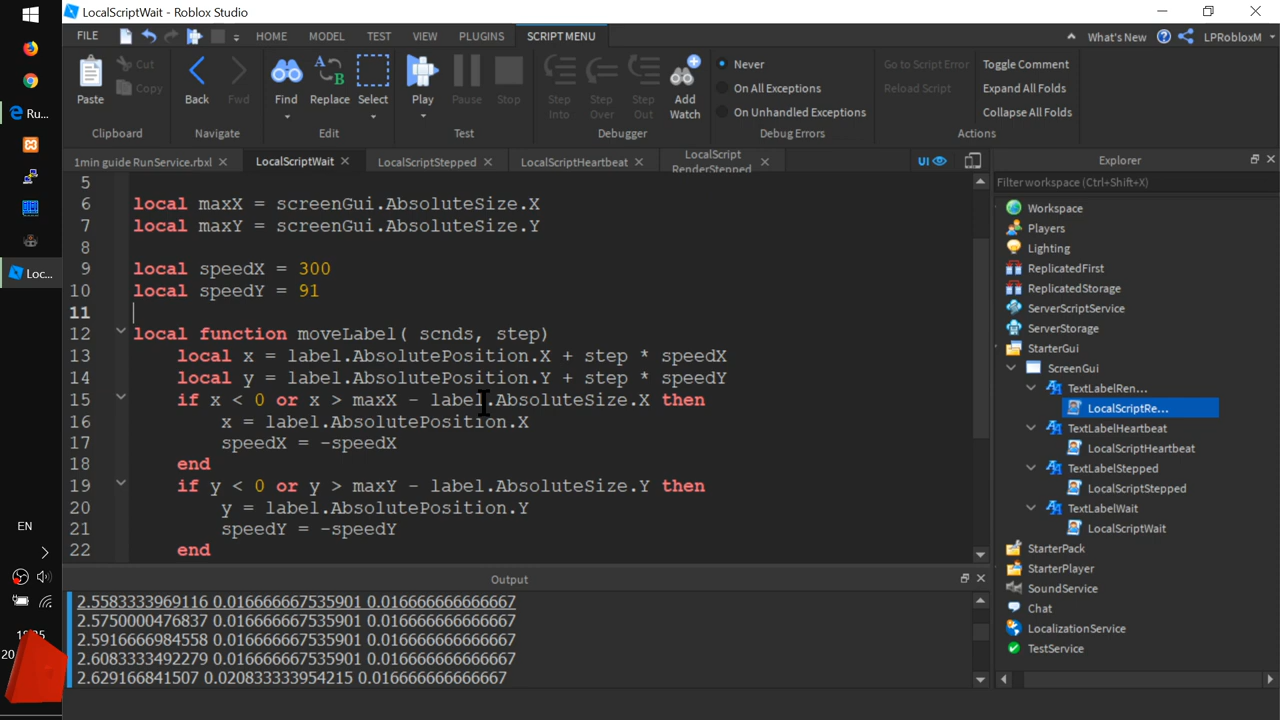 LocalScriptWait - Roblox Studio
FILE HOME MODEL TEST VIEW PLUGINS SCRIPT MENU What's New LPRobloxM
Paste Cut Copy Clipboard
Back Fwd Navigate
Find Replace Select Edit
Play Pause Stop Test
Step Into Step Over Step Out Add Watch Debugger
Never
On All Exceptions
On Unhandled Exceptions
Debug Errors
Go to Script Error
Reload Script
Toggle Comment
Expand All Folds
Collapse All Folds
Actions
Ru...
Loc...
EN
1min guide RunService.rbxl LocalScriptWait LocalScriptStepped LocalScriptHeartbeat LocalScript RenderStepped UI
5
6 local maxX = screenGui.AbsoluteSize.X
7 local maxY = screenGui.AbsoluteSize.Y
8
9 local speedX = 300
10 local speedY = 91
11
12 local function moveLabel( scnds, step)
13 local x = label.AbsolutePosition.X + step * speedX
14 local y = label.AbsolutePosition.Y + step * speedY
15 if x < 0 or x > maxX - label.AbsoluteSize.X then
16 x = label.AbsolutePosition.X
17 speedX = -speedX
18 end
19 if y < 0 or y > maxY - label.AbsoluteSize.Y then
20 y = label.AbsolutePosition.Y
21 speedY = -speedY
22 end
Output
2.5583333969116 0.016666667535901 0.016666666666667
2.5750000476837 0.016666667535901 0.016666666666667
2.5916666984558 0.016666667535901 0.016666666666667
2.6083333492279 0.016666667535901 0.016666666666667
2.629166841507 0.020833333954215 0.016666666666667
Explorer
Filter workspace (Ctrl+Shift+X)
Workspace
Players
Lighting
ReplicatedFirst
ReplicatedStorage
ServerScriptService
ServerStorage
StarterGui
ScreenGui
TextLabelRen...
LocalScriptRe...
TextLabelHeartbeat
LocalScriptHeartbeat
TextLabelStepped
LocalScriptStepped
TextLabelWait
LocalScriptWait
StarterPack
StarterPlayer
SoundService
Chat
LocalizationService
TestService